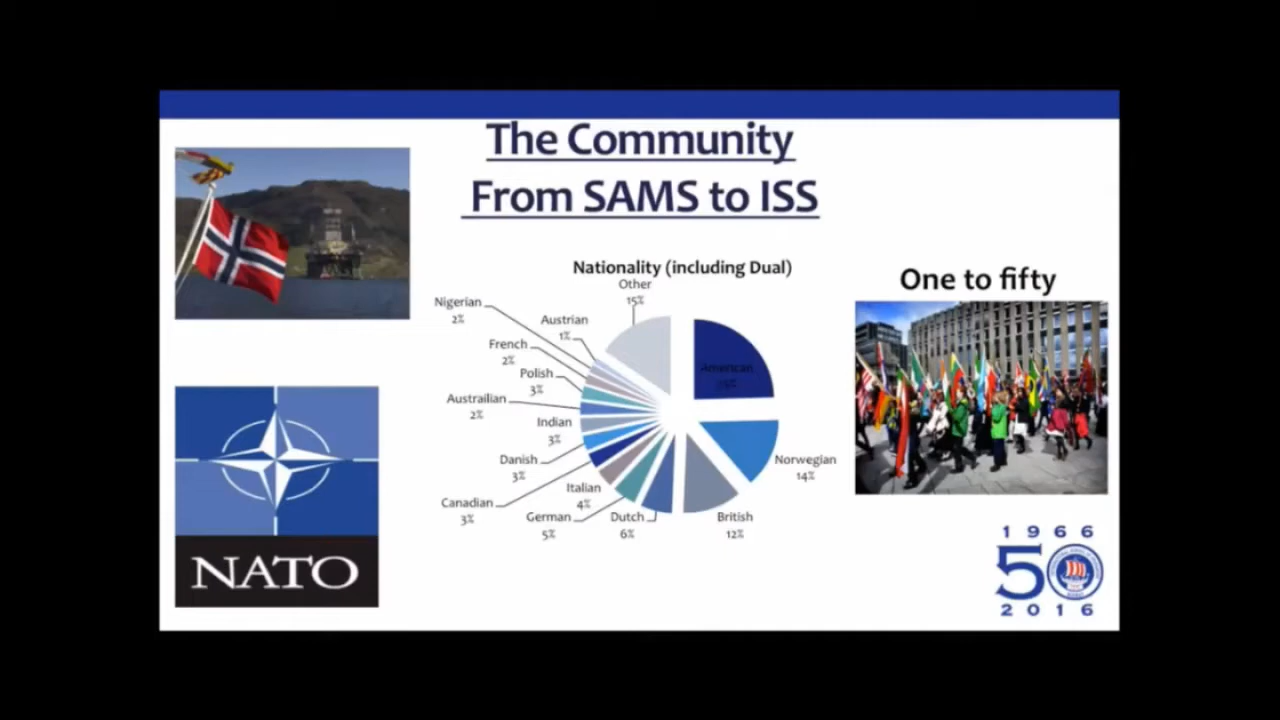 The Community
From SAMS to ISS
Nationality (including Dual)
Other
15%
Nigerian
2%
Austrian
1%
French
2%
Polish
3%
Austrailian
2%
Indian
3%
Danish
3%
Canadian
3%
Italian
4%
German
5%
Dutch
6%
British
12%
Norwegian
14%
American
One to fifty
NATO
1966
50
2016